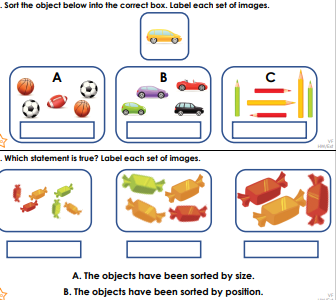 . Sort the object below into the correct box. Label each set of images.
A
B
C
. Which statement is true? Label each set of images.
A. The objects have been sorted by size.
B. The objects have been sorted by position.